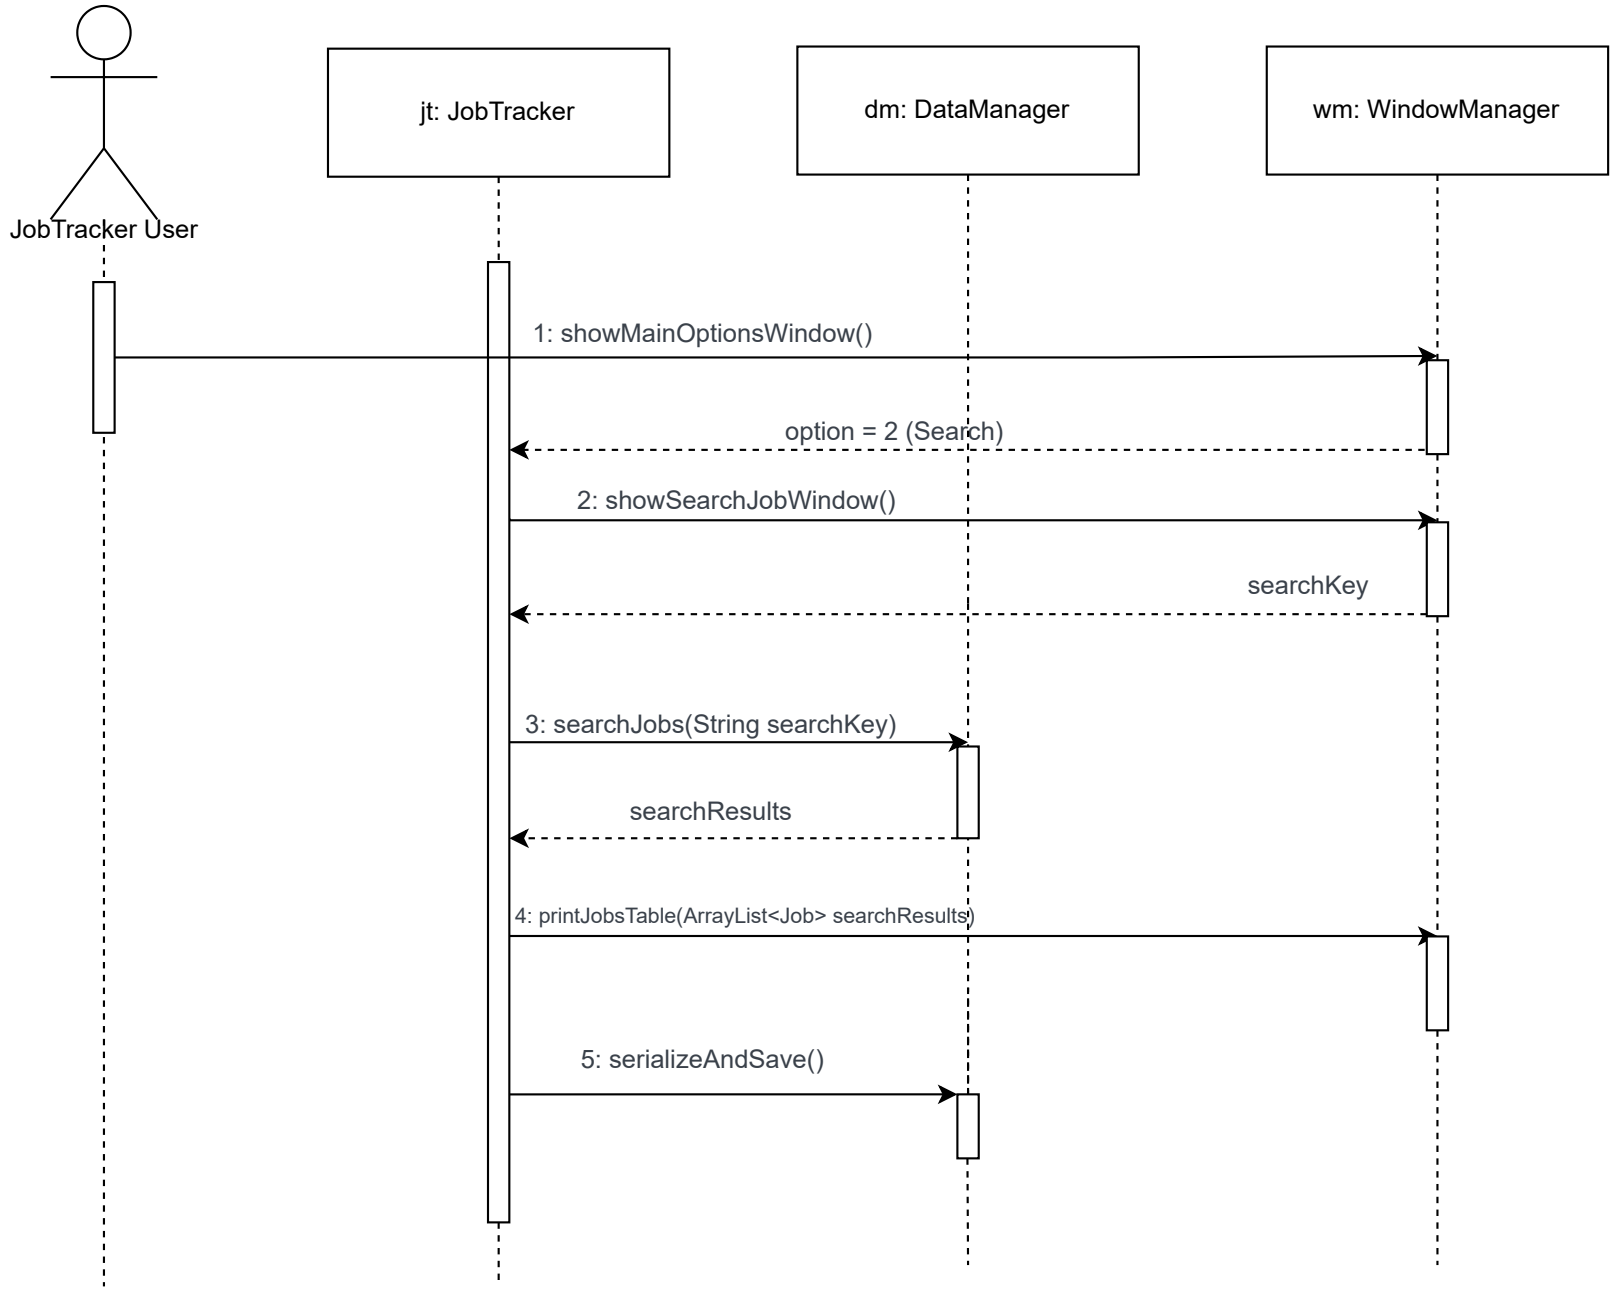 JobTracker User
jt: JobTracker
dm: DataManager
wm: WindowManager
1: showMainOptionsWindow()
option = 2 (Search)
2: showSearchJobWindow()
searchKey
3: searchJobs(String searchKey)
searchResults
4: printJobsTable(ArrayList<Job> searchResults)
5: serializeAndSave()